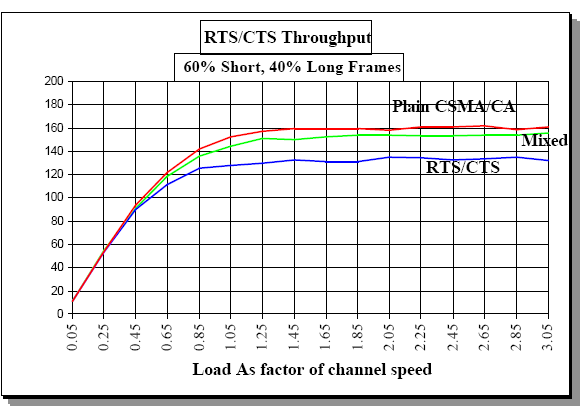 RTS/CTS Throughput
60% Short, 40% Long Frames
200
180
160
140
120
100
80
60
40
20
0
Plain CSMA/CA
Mixed
RTS/CTS
0.05 0.25 0.45 0.65 0.85 1.05 1.25 1.45 1.65 1.85 2.05 2.25 2.45 2.65 2.85 3.05
Load As factor of channel speed